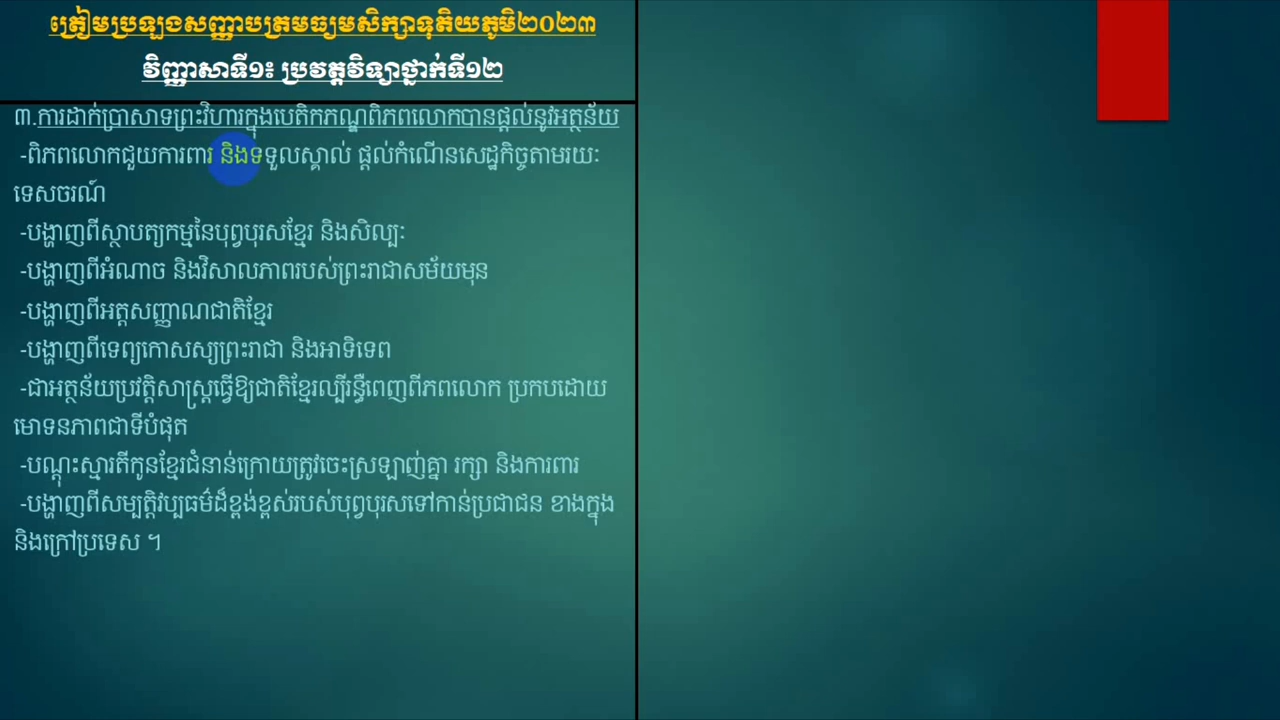 ត្រៀមប្រឡងសញ្ញាបត្រមធ្យមសិក្សាទុតិយភូមិ២០២៣
វិញ្ញាសាទី១៖ ប្រវត្តវិទ្យាថ្នាក់ទី១២
៣.ការដាក់ប្រាសាទព្រះវិហារក្នុងបេតិកភណ្ឌពិភពលោកបានផ្ដល់នូវអត្ថន័យ
-ពិភពលោកជួយការពារ និងទទួលស្គាល់ ផ្ដល់កំណើនសេដ្ឋកិច្ចតាមរយៈ
ទេសចរណ៍
-បង្ហាញពីស្ថាបត្យកម្មនៃបុព្វបុរសខ្មែរ និងសិល្បៈ
-បង្ហាញពីអំណាច និងវិសាលភាពរបស់ព្រះរាជាសម័យមុន
-បង្ហាញពីអត្តសញ្ញាណជាតិខ្មែរ
-បង្ហាញពីទេព្យកោសស្យព្រះរាជា និងអាទិទេព
-ជាអត្ថន័យប្រវត្តិសាស្ត្រធ្វើឱ្យជាតិខ្មែរល្បីរន្ធឺពេញពីភពលោក ប្រកបដោយ
មោទនភាពជាទីបំផុត
-បណ្ដុះស្មារតីកូនខ្មែរជំនាន់ក្រោយត្រូវចេះស្រឡាញ់គ្នា រក្សា និងការពារ
-បង្ហាញពីសម្បត្តិវប្បធម៌ដ៏ខ្ពង់ខ្ពស់របស់បុព្វបុរសទៅកាន់ប្រជាជន ខាងក្នុង
និងក្រៅប្រទេស ។